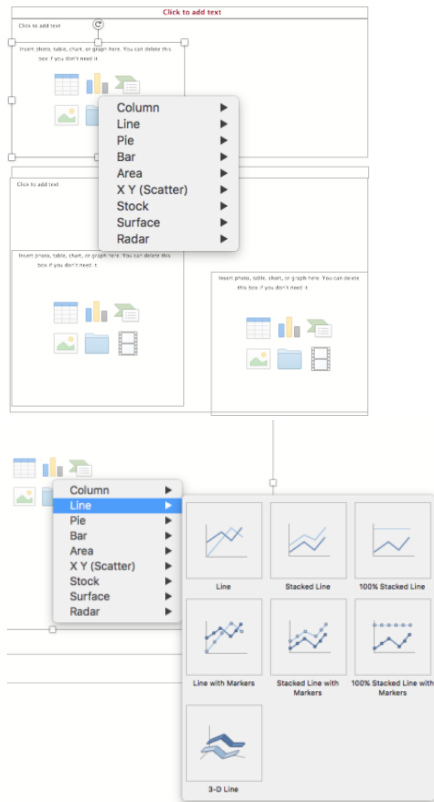 Click to add text
Click to add text
Insert photo, table, chart, or graph here. You can delete this
box if you don't need it.
Column
Line
Pie
Bar
Area
X Y (Scatter)
Stock
Surface
Radar
Click to add text
Insert photo, table, chart, or graph here. You can delete this
box if you don't need it.
Insert photo, table, chart, or graph here. You can delete
this box if you don't need it.
Column
Line
Pie
Bar
Area
X Y (Scatter)
Stock
Surface
Radar
Line
Stacked Line
100% Stacked Line
Line with Markers
Stacked Line with
Markers
100% Stacked Line with
Markers
3-D Line